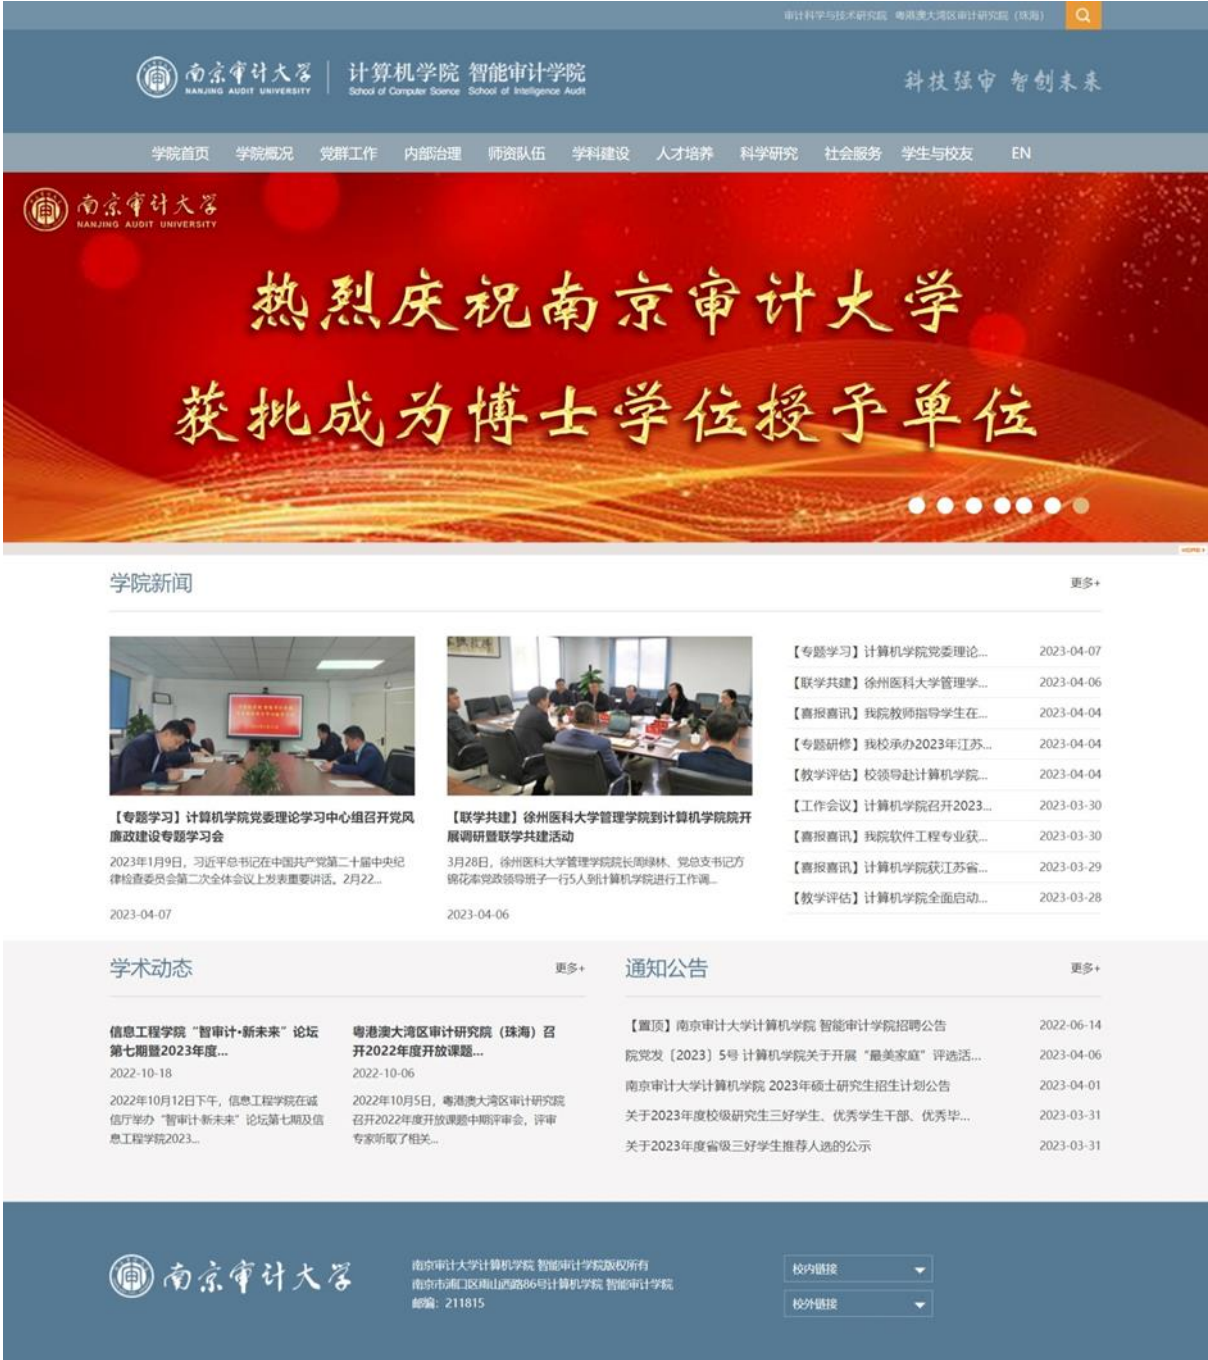 审计科学与技术研究院 粤港澳大湾区审计研究院（珠海）
南京审计大学
NANJING AUDIT UNIVERSITY
计算机学院 智能审计学院
School of Computer Science School of Intelligence Audit
科技强审 智创未来
学院首页 学院概况 党群工作 内部治理 师资队伍 学科建设 人才培养 科学研究 社会服务 学生与校友 EN
南京审计大学
NANJING AUDIT UNIVERSITY
热烈庆祝南京审计大学
获批成为博士学位授予单位
学院新闻 更多+
【专题学习】计算机学院党委理论学习中心组召开党风
廉政建设专题学习会
2023年1月9日，习近平总书记在中国共产党第二十届中央纪
律检查委员会第二次全体会议上发表重要讲话。2月22...
2023-04-07
【联学共建】徐州医科大学管理学院到计算机学院院开
展调研暨联学共建活动
3月28日，徐州医科大学管理学院院长周绿林、党总支书记方
锦花率党政领导班子一行5人到计算机学院进行工作调...
2023-04-06
【专题学习】计算机学院党委理论... 2023-04-07
【联学共建】徐州医科大学管理学... 2023-04-06
【喜报喜讯】我院教师指导学生在... 2023-04-04
【专题研修】我校承办2023年江苏... 2023-04-04
【教学评估】校领导赴计算机学院... 2023-04-04
【工作会议】计算机学院召开2023... 2023-03-30
【喜报喜讯】我院软件工程专业获... 2023-03-30
【喜报喜讯】计算机学院获江苏省... 2023-03-29
【教学评估】计算机学院全面启动... 2023-03-28
学术动态 更多+
信息工程学院“智审计·新未来”论坛
第七期暨2023年度...
2022-10-18
2022年10月12日下午，信息工程学院在诚
信厅举办“智审计·新未来”论坛第七期及信
息工程学院2023...
粤港澳大湾区审计研究院（珠海）召
开2022年度开放课题...
2022-10-06
2022年10月5日，粤港澳大湾区审计研究院
召开2022年度开放课题中期评审会，评审
专家听取了相关...
通知公告 更多+
【置顶】南京审计大学计算机学院 智能审计学院招聘公告 2022-06-14
院党发〔2023〕5号 计算机学院关于开展“最美家庭”评选活... 2023-04-06
南京审计大学计算机学院 2023年硕士研究生招生计划公告 2023-04-01
关于2023年度校级研究生三好学生、优秀学生干部、优秀毕... 2023-03-31
关于2023年度省级三好学生推荐人选的公示 2023-03-31
南京审计大学
南京审计大学计算机学院 智能审计学院版权所有
南京市浦口区雨山西路86号计算机学院 智能审计学院
邮编：211815
校内链接
校外链接